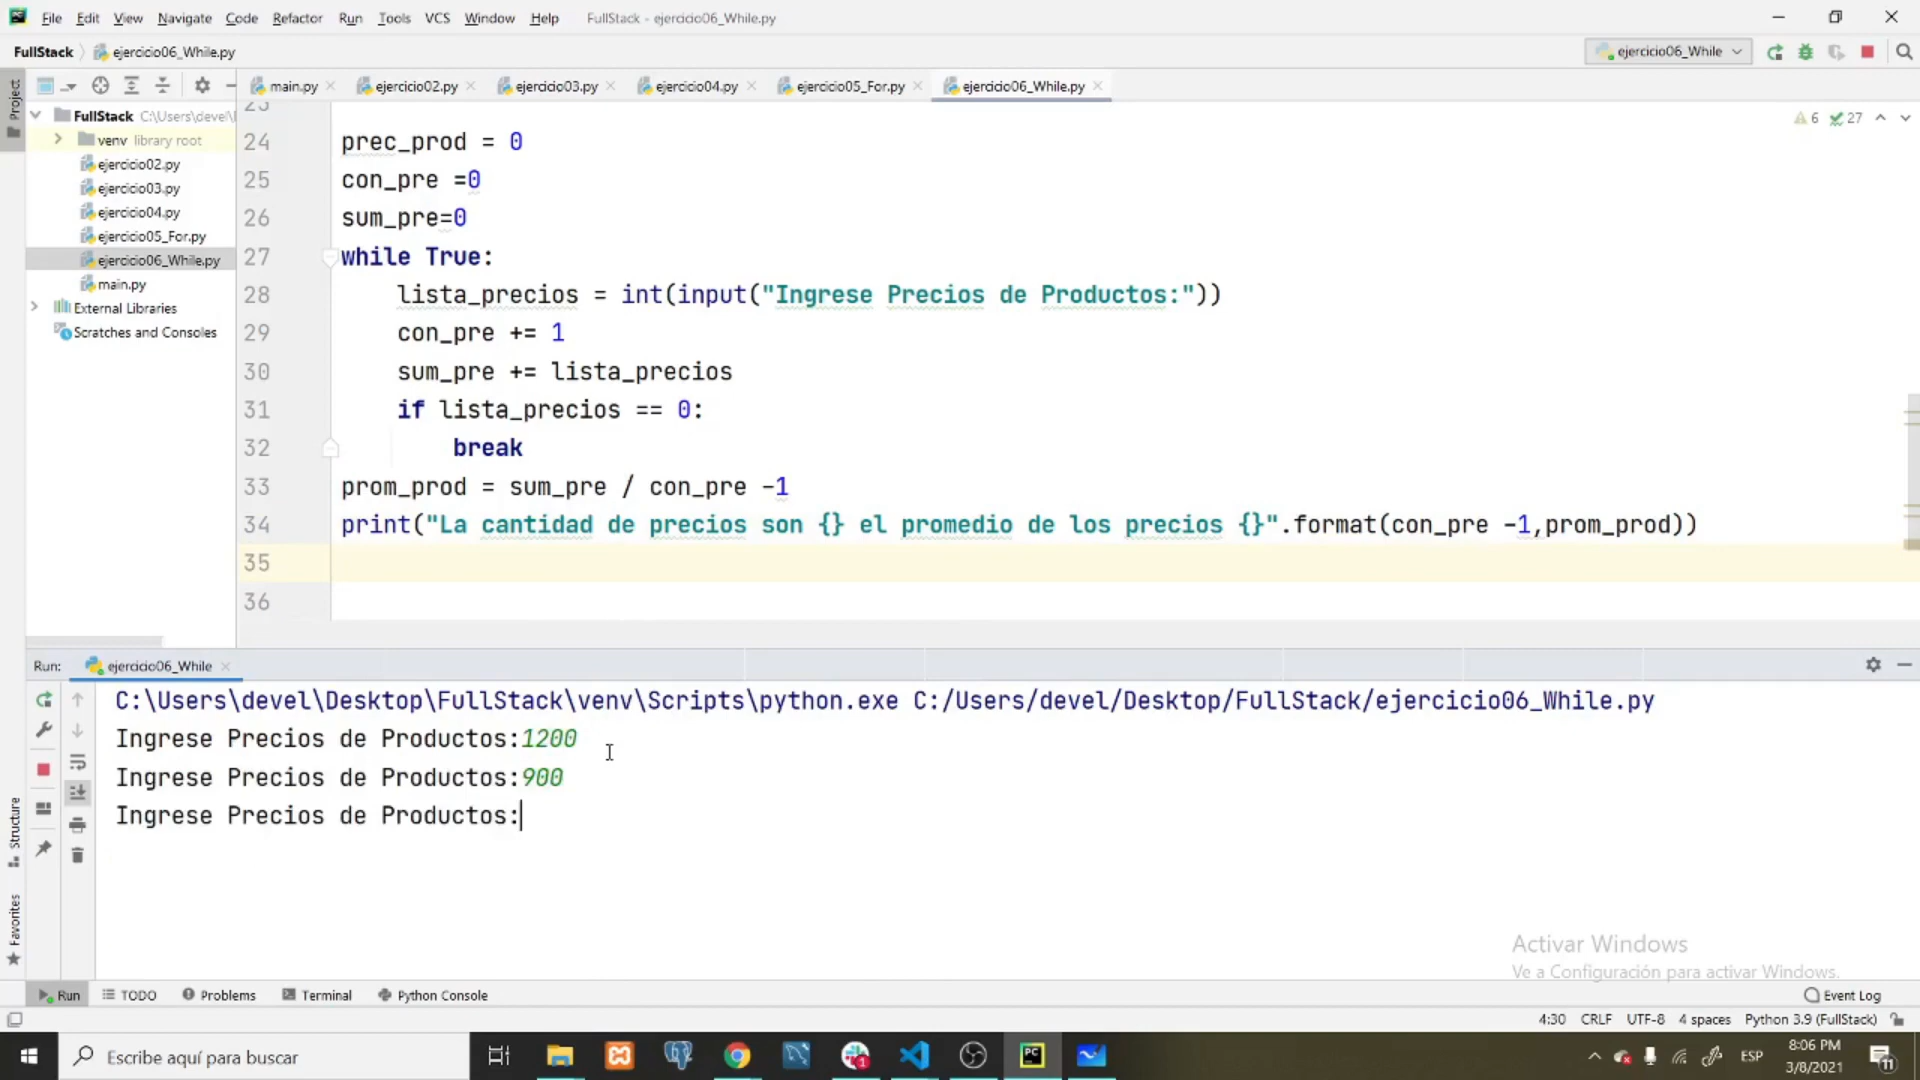 File Edit View Navigate Code Refactor Run Tools VCS Window Help FullStack - ejercicio06_While.py
FullStack ejercicio06_While.py ejercicio06_While
Project
main.py ejercicio02.py ejercicio03.py ejercicio04.py ejercicio05_For.py ejercicio06_While.py
FullStack C:\Users\devel\
venv library root
ejercicio02.py
ejercicio03.py
ejercicio04.py
ejercicio05_For.py
ejercicio06_While.py
main.py
External Libraries
Scratches and Consoles
6 27
23
24 prec_prod = 0
25 con_pre =0
26 sum_pre=0
27 while True:
28 lista_precios = int(input("Ingrese Precios de Productos:"))
29 con_pre += 1
30 sum_pre += lista_precios
31 if lista_precios == 0:
32 break
33 prom_prod = sum_pre / con_pre -1
34 print("La cantidad de precios son {} el promedio de los precios {}".format(con_pre -1,prom_prod))
35
36
Run: ejercicio06_While
C:\Users\devel\Desktop\FullStack\venv\Scripts\python.exe C:/Users/devel/Desktop/FullStack/ejercicio06_While.py
Ingrese Precios de Productos:1200
Ingrese Precios de Productos:900
Ingrese Precios de Productos:
Structure
Favorites
Activar Windows
Ve a Configuración para activar Windows.
Run TODO Problems Terminal Python Console Event Log
4:30 CRLF UTF-8 4 spaces Python 3.9 (FullStack)
Escribe aquí para buscar
PC
1
ESP
8:06 PM
3/8/2021
11